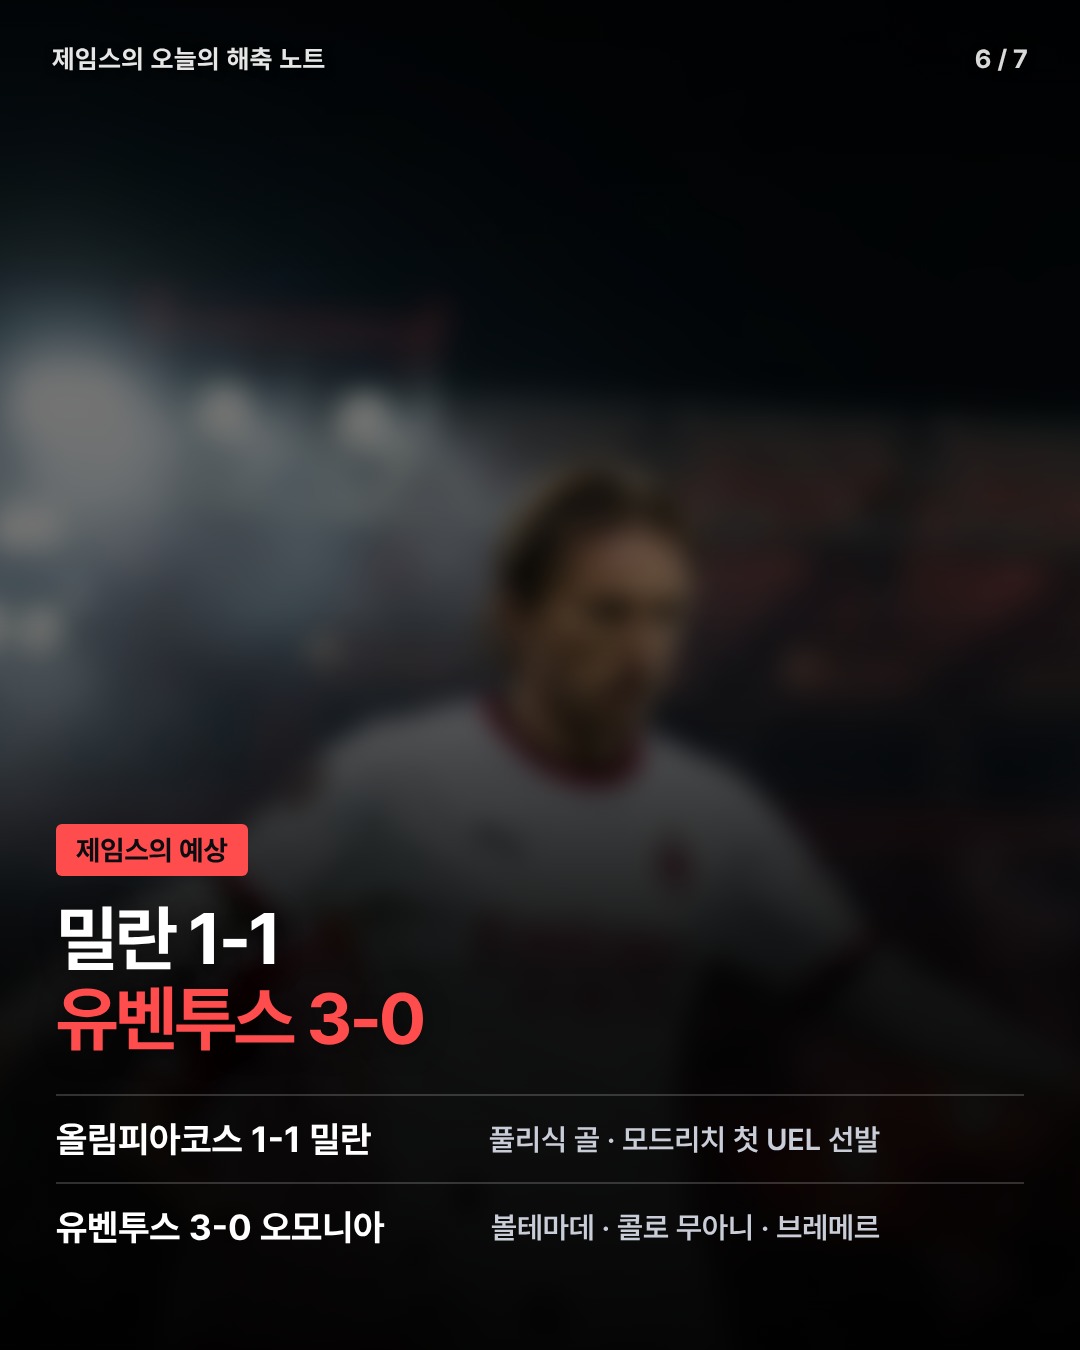 제임스의 오늘의 해축 노트
6 / 7
제임스의 예상
밀란 1-1
유벤투스 3-0
올림피아코스 1-1 밀란
풀리식 골 · 모드리치 첫 UEL 선발
유벤투스 3-0 오모니아
볼테마데 · 콜로 무아니 · 브레메르